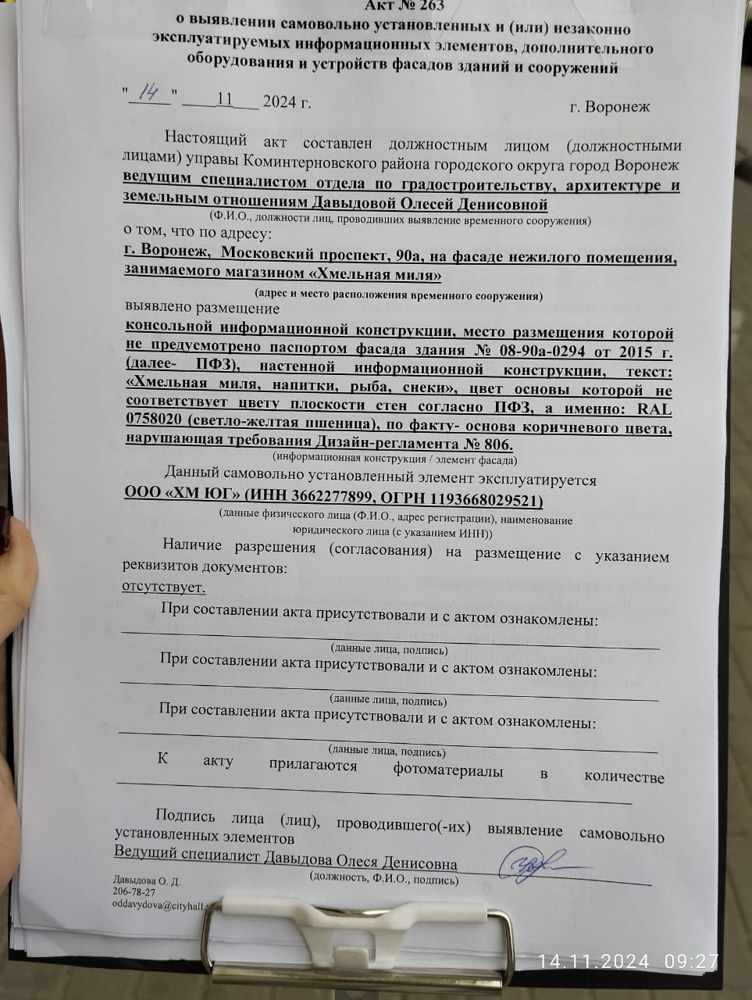 Акт № 263
о выявлении самовольно установленных и (или) незаконно
эксплуатируемых информационных элементов, дополнительного
оборудования и устройств фасадов зданий и сооружений
"14" 11 2024 г. г. Воронеж
Настоящий акт составлен должностным лицом (должностными
лицами) управы Коминтерновского района городского округа город Воронеж
ведущим специалистом отдела по градостроительству, архитектуре и
земельным отношениям Давыдовой Олесей Денисовной
(Ф.И.О., должности лиц, проводивших выявление временного сооружения)
о том, что по адресу:
г. Воронеж, Московский проспект, 90а, на фасаде нежилого помещения,
занимаемого магазином «Хмельная миля»
(адрес и место расположения временного сооружения)
выявлено размещение
консольной информационной конструкции, место размещения которой
не предусмотрено паспортом фасада здания № 08-90а-0294 от 2015 г.
(далее- ПФЗ), настенной информационной конструкции, текст:
«Хмельная миля, напитки, рыба, снеки», цвет основы которой не
соответствует цвету плоскости стен согласно ПФЗ, а именно: RAL
0758020 (светло-желтая пшеница), по факту- основа коричневого цвета,
нарушающая требования Дизайн-регламента № 806.
(информационная конструкция / элемент фасада)
Данный самовольно установленный элемент эксплуатируется
ООО «ХМ ЮГ» (ИНН 3662277899, ОГРН 1193668029521)
(данные физического лица (Ф.И.О., адрес регистрации), наименование
юридического лица (с указанием ИНН))
Наличие разрешения (согласования) на размещение с указанием
реквизитов документов:
отсутствует.
При составлении акта присутствовали и с актом ознакомлены:
(данные лица, подпись)
При составлении акта присутствовали и с актом ознакомлены:
(данные лица, подпись)
При составлении акта присутствовали и с актом ознакомлены:
(данные лица, подпись)
К акту прилагаются фотоматериалы в количестве
Подпись лица (лиц), проводившего(-их) выявление самовольно
установленных элементов
Ведущий специалист Давыдова Олеся Денисовна
(должность, Ф.И.О., подпись)
Давыдова О. Д.
206-78-27
oddavydova@cityhall.
14.11.2024 09:27